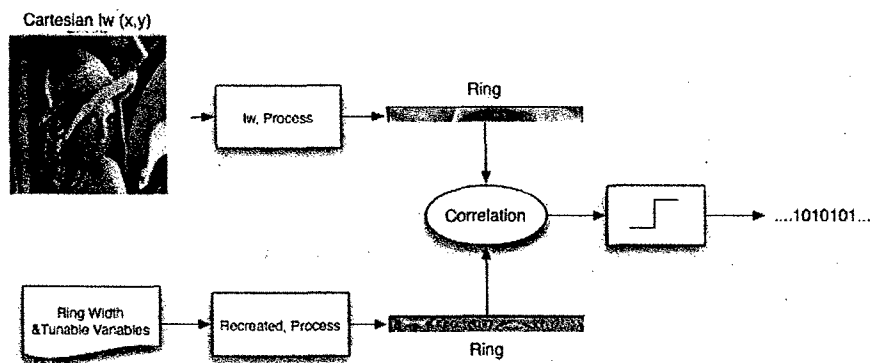 Cartesian Iw (x,y)
Ring
Iw, Process
Correlation
....1010101...
Ring Width
&Tunable Variables
Recreated, Process
Ring